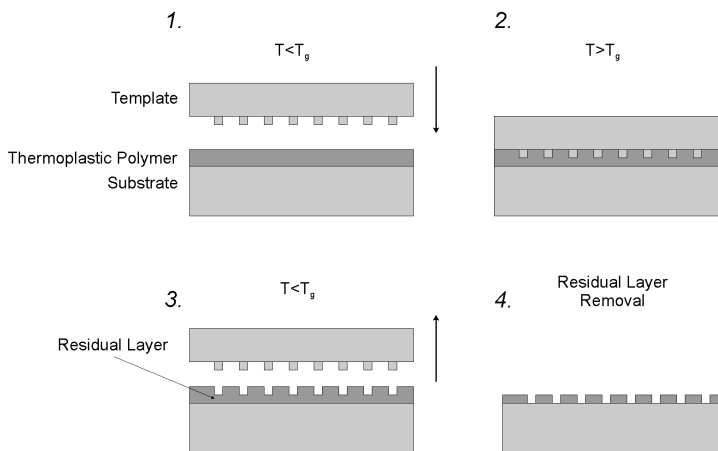 1.
T<Tg
Template
Thermoplastic Polymer
Substrate
2.
T>Tg
3.
T<Tg
Residual Layer
4.
Residual Layer
Removal